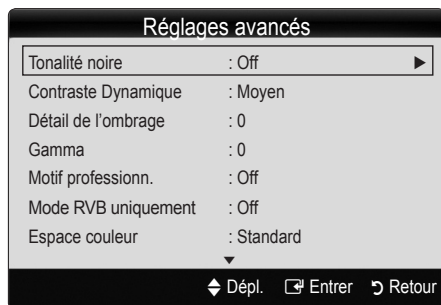 Réglages avancés
Tonalité noire : Off
Contraste Dynamique : Moyen
Détail de l’ombrage : 0
Gamma : 0
Motif professionn. : Off
Mode RVB uniquement : Off
Espace couleur : Standard
Dépl. Entrer Retour